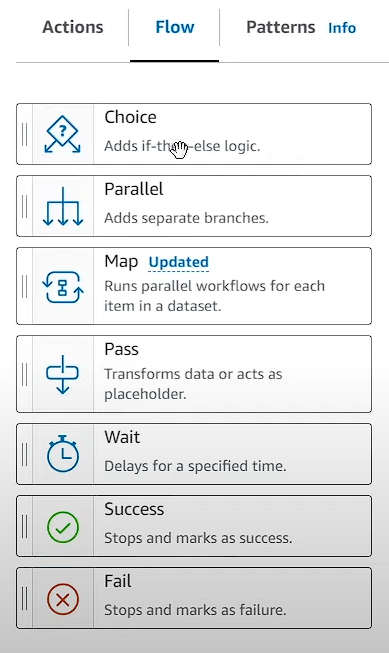 Actions Flow Patterns Info
Choice
Adds if-then-else logic.
Parallel
Adds separate branches.
Map Updated
Runs parallel workflows for each
item in a dataset.
Pass
Transforms data or acts as
placeholder.
Wait
Delays for a specified time.
Success
Stops and marks as success.
Fail
Stops and marks as failure.